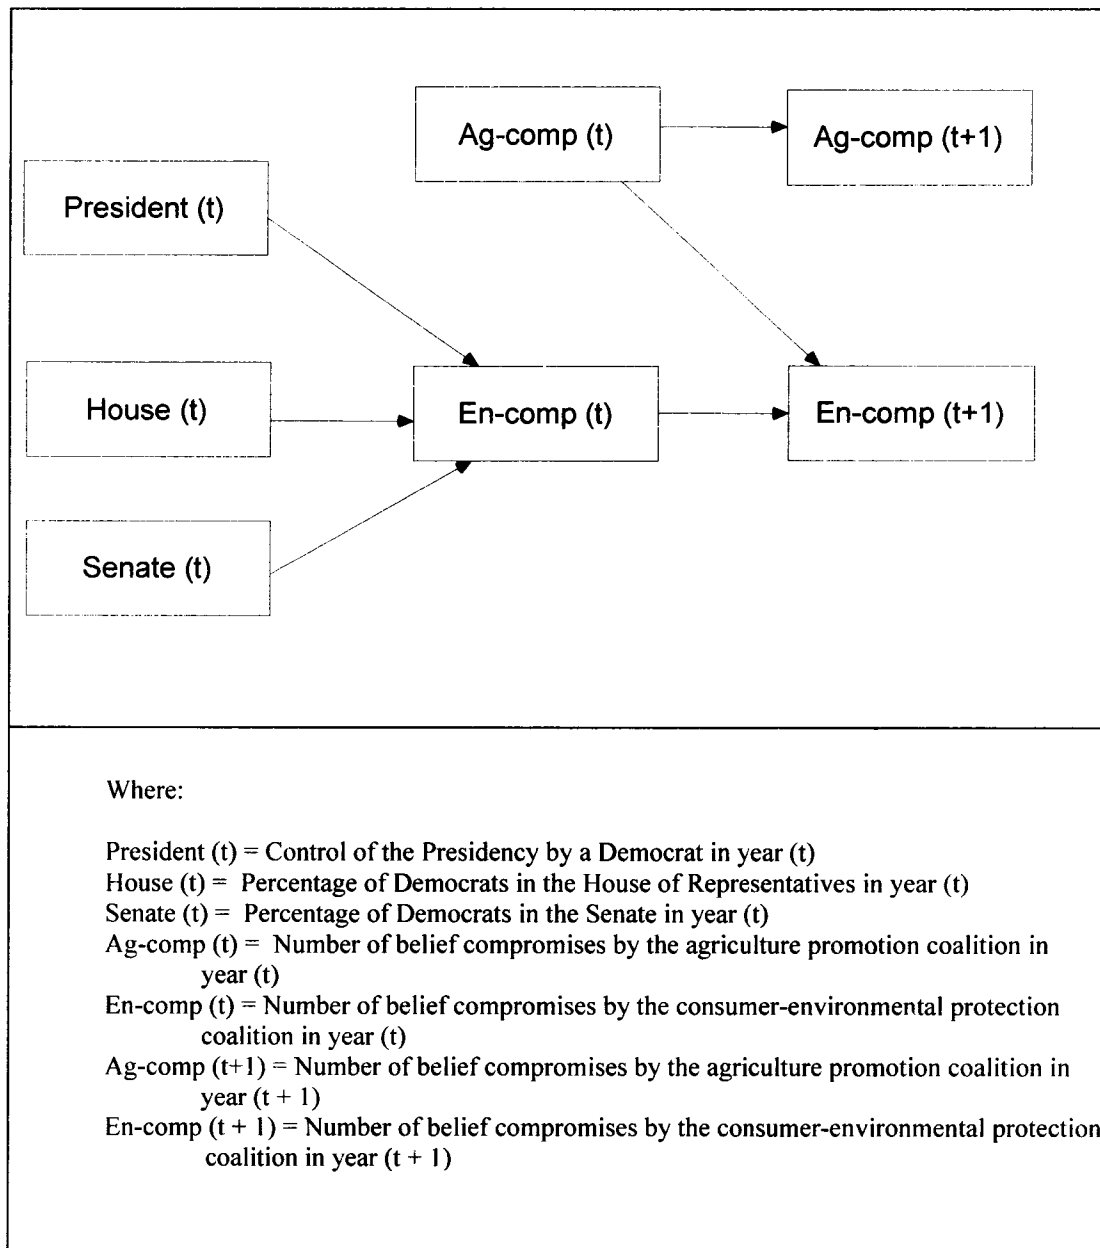 Ag-comp (t)
Ag-comp (t+1)
President (t)
House (t)
En-comp (t)
En-comp (t+1)
Senate (t)
Where:
President (t) = Control of the Presidency by a Democrat in year (t)
House (t) = Percentage of Democrats in the House of Representatives in year (t)
Senate (t) = Percentage of Democrats in the Senate in year (t)
Ag-comp (t) = Number of belief compromises by the agriculture promotion coalition in
year (t)
En-comp (t) = Number of belief compromises by the consumer-environmental protection
coalition in year (t)
Ag-comp (t+1) = Number of belief compromises by the agriculture promotion coalition in
year (t + 1)
En-comp (t + 1) = Number of belief compromises by the consumer-environmental protection
coalition in year (t + 1)